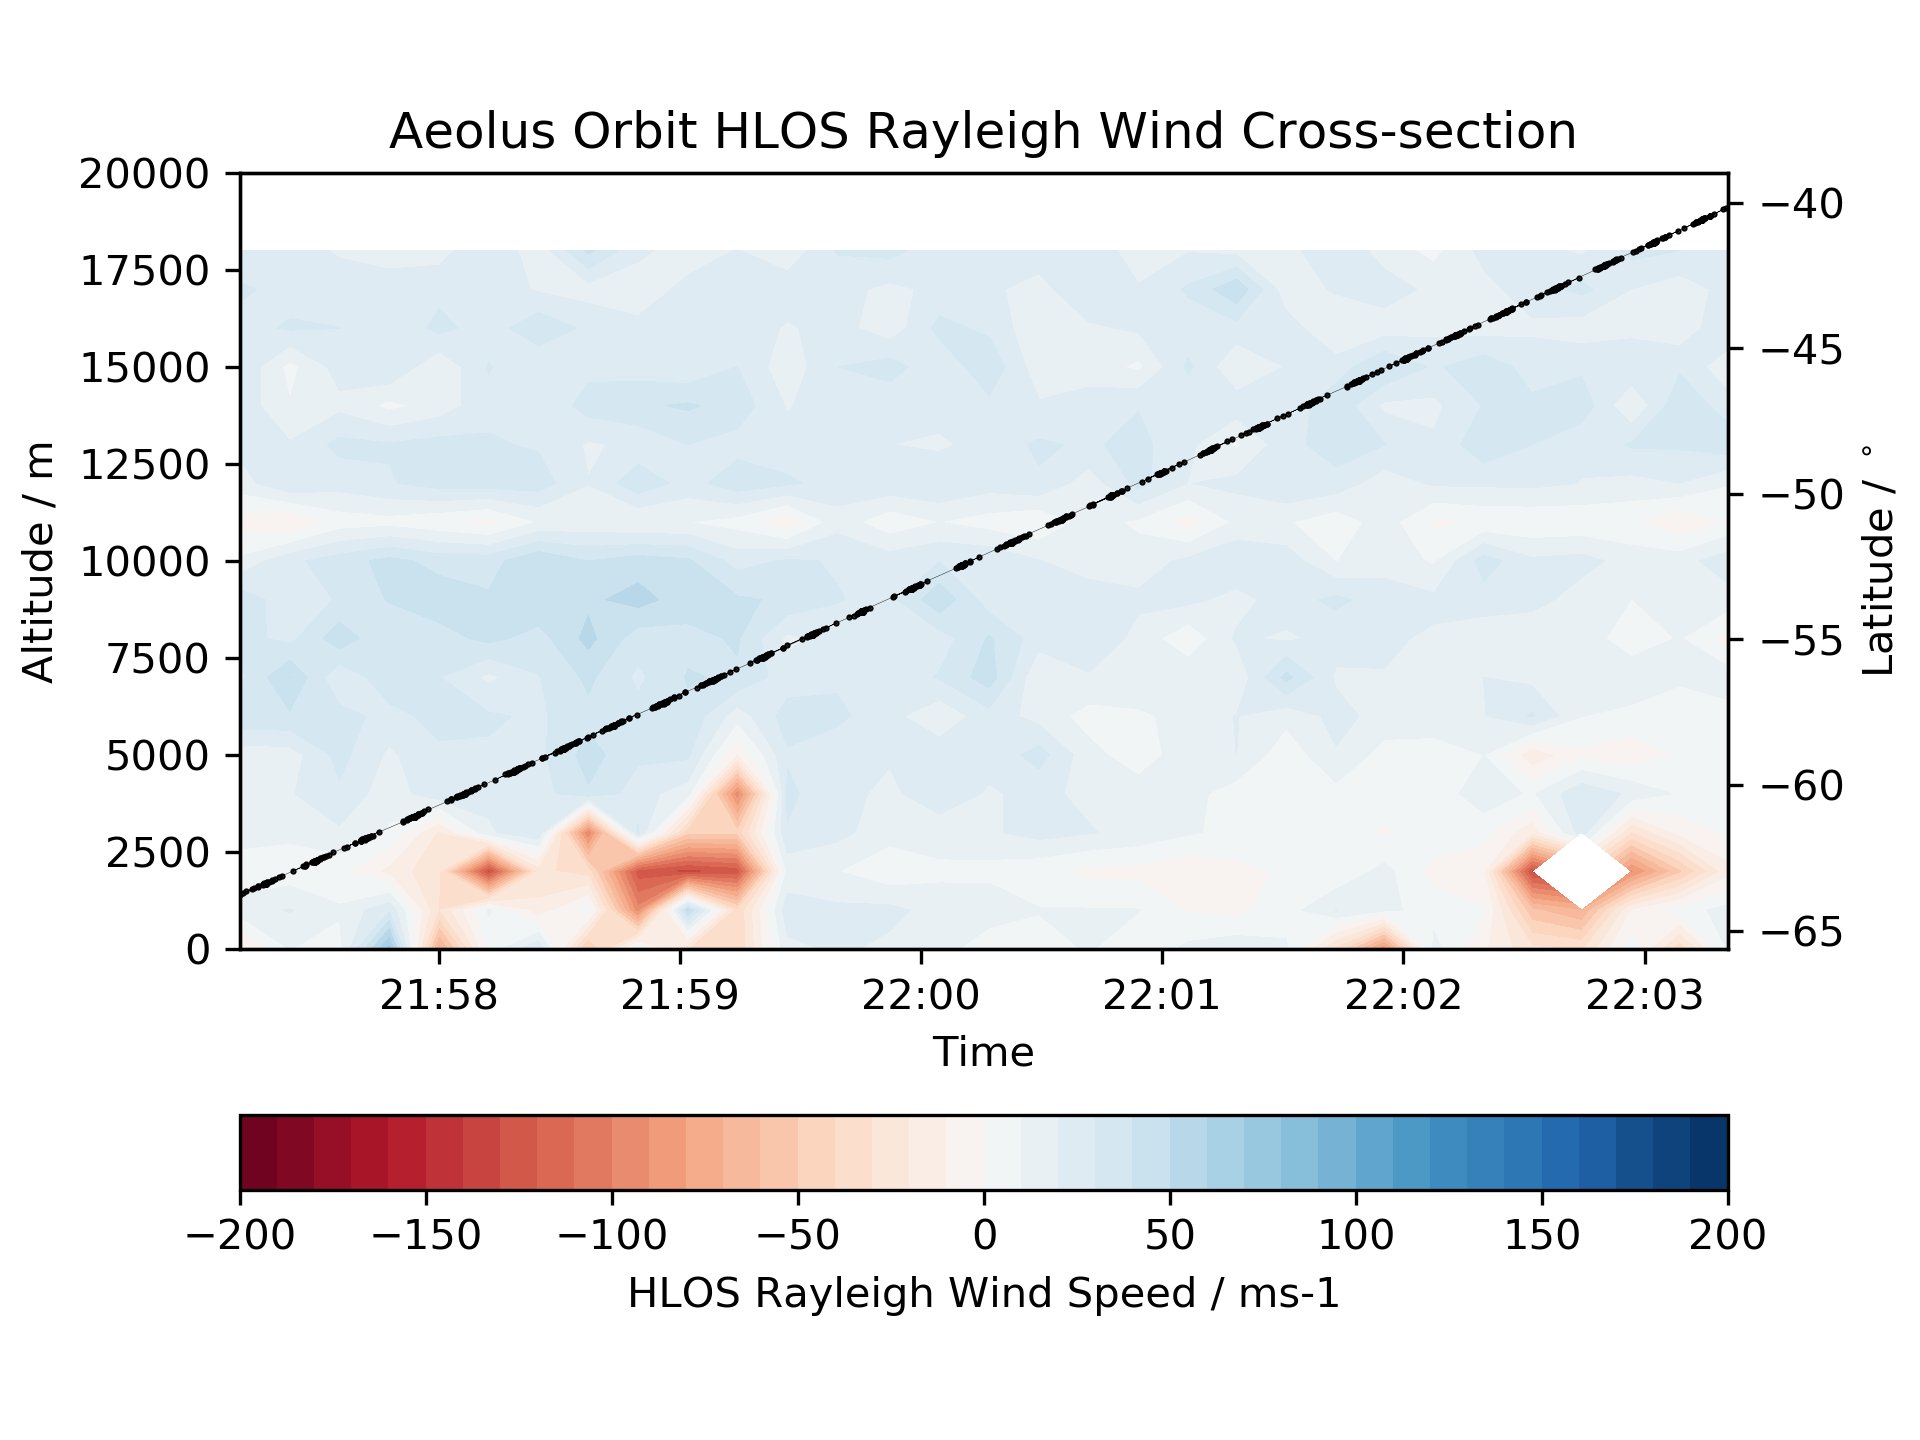 Aeolus Orbit HLOS Rayleigh Wind Cross-section
20000
17500
15000
12500
10000
7500
5000
2500
0
Altitude / m
−40
−45
−50
−55
−60
−65
Latitude / °
21:58 21:59 22:00 22:01 22:02 22:03
Time
−200 −150 −100 −50 0 50 100 150 200
HLOS Rayleigh Wind Speed / ms-1